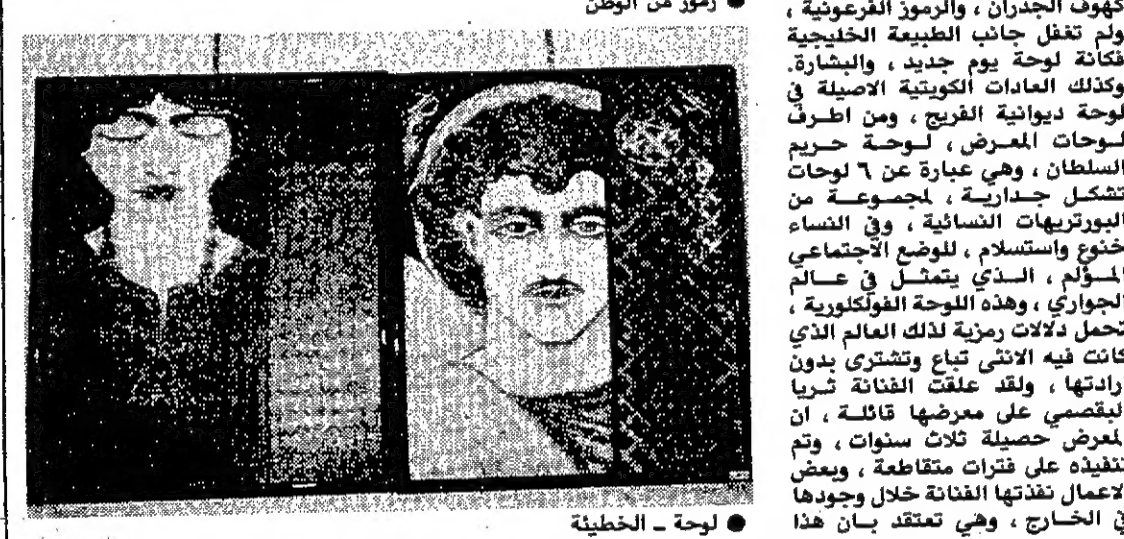 ● رموز من الوطن
كهوف الجدران ، والرموز الفرعونية ،
ولم تغفل جانب الطبيعة الخليجية
فكانة لوحة يوم جديد ، والبشارة.
وكذلك العادات الكويتية الاصيلة في
لوحة ديوانية الفريج ، ومن اطرف
لوحات المعرض ، لوحة حريم
السلطان ، وهي عبارة عن ٦ لوحات
تشكل جدارية ، لمجموعة من
البورتريهات النسائية ، وفي النساء
خنوع واستسلام ، للوضع الاجتماعي
المؤلم ، الذي يتمثل في عالم
الجواري ، وهذه اللوحة الفولكلورية ،
تحمل دلالات رمزية لذلك العالم الذي
كانت فيه الانثى تباع وتشترى بدون
رادتها ، ولقد علقت الفنانة ثريا
البقصمي على معرضها قائلة ، ان
لمعرض حصيلة ثلاث سنوات ، وتم
تنفيذه على فترات متقاطعة ، وبعض
لاعمال نفذتها الفنانة خلال وجودها
في الخارج ، وهي تعتقد بان هذا
● لوحة ـ الخطيئة